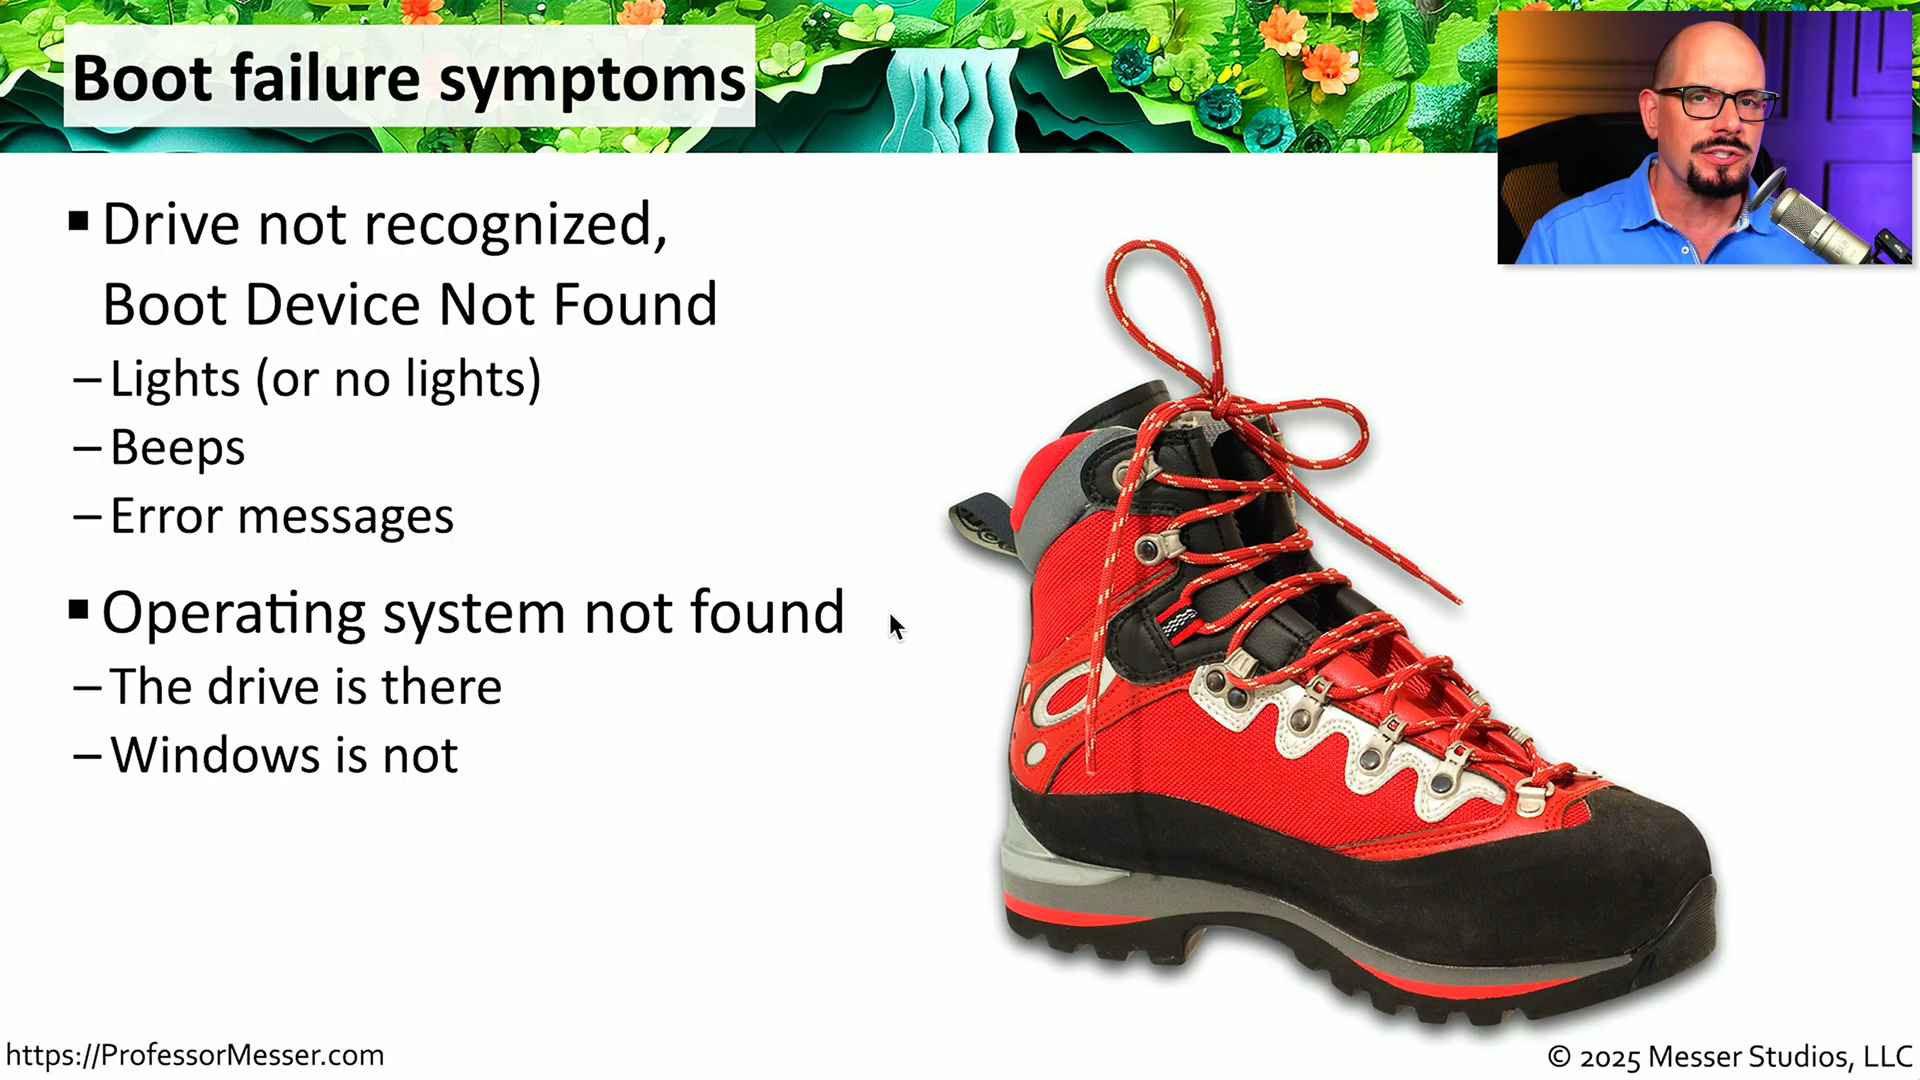 Boot failure symptoms
▪ Drive not recognized,
Boot Device Not Found
– Lights (or no lights)
– Beeps
– Error messages
▪ Operating system not found
– The drive is there
– Windows is not
https://ProfessorMesser.com
© 2025 Messer Studios, LLC